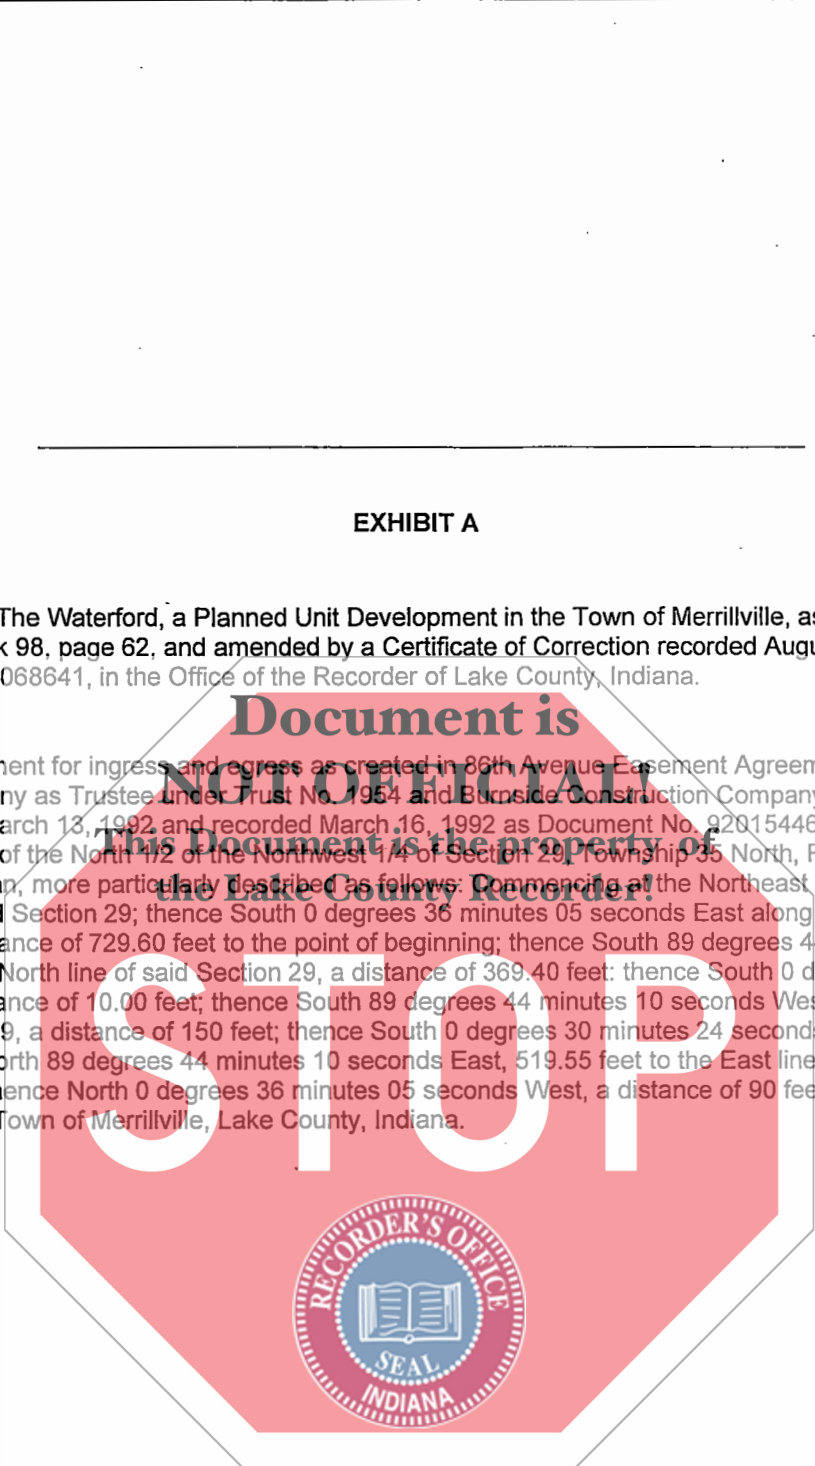 EXHIBIT A
The Waterford, a Planned Unit Development in the Town of Merrillville, as
k 98, page 62, and amended by a Certificate of Correction recorded Augu
068641, in the Office of the Recorder of Lake County, Indiana.
Document is
ent for ingress and egress as created in 86th Avenue Easement Agreem
NOT OFFICIAL!
ny as Trustee under Trust No. 1954 and Burnside Construction Company
arch 13, 1992 and recorded March 16, 1992 as Document No. 92015446
This Document is the property of
of the North 1/2 of the Northwest 1/4 of Section 29, Township 35 North, R
the Lake County Recorder!
n, more particularly described as follows: Commencing at the Northeast
Section 29; thence South 0 degrees 36 minutes 05 seconds East along
ance of 729.60 feet to the point of beginning; thence South 89 degrees 4
North line of said Section 29, a distance of 369.40 feet: thence South 0 d
ance of 10.00 feet; thence South 89 degrees 44 minutes 10 seconds Wes
9, a distance of 150 feet; thence South 0 degrees 30 minutes 24 second
orth 89 degrees 44 minutes 10 seconds East, 519.55 feet to the East line
ence North 0 degrees 36 minutes 05 seconds West, a distance of 90 fee
Town of Merrillville, Lake County, Indiana.
STOP
RECORDER'S OFFICE
SEAL
INDIANA